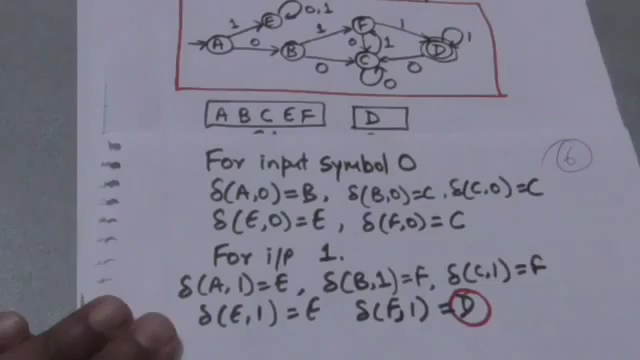 1 E 0,1
1 F 1
A 0 B 0 1 D 1
0 C 0
0
A B C E F D
For input symbol 0
6
δ(A,0)=B, δ(B,0)=C, δ(C,0)=C
δ(E,0)=E, δ(F,0)=C
For i/p 1.
δ(A,1)=E, δ(B,1)=F, δ(C,1)=F
δ(E,1)=E δ(F,1)=D